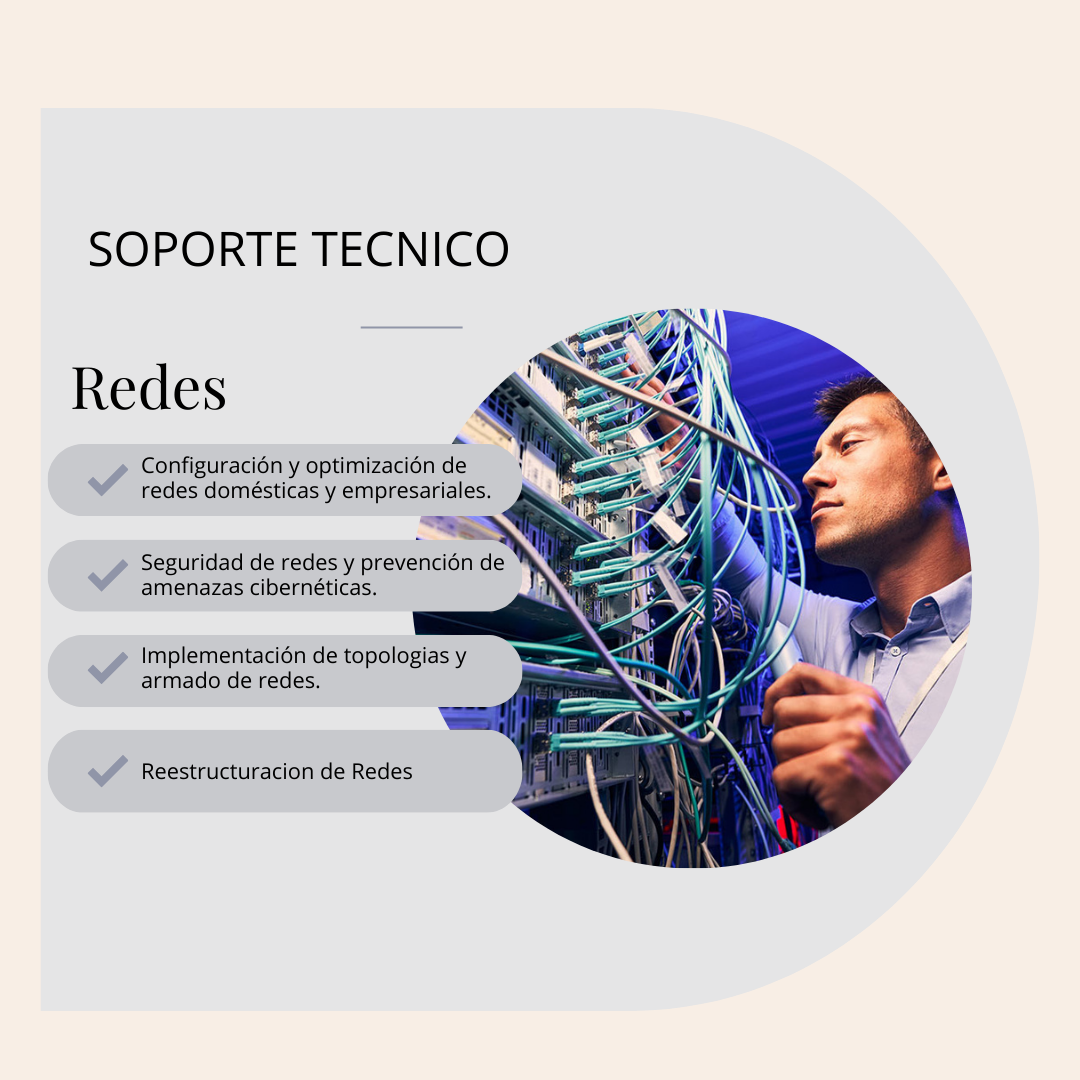 SOPORTE TECNICO
Redes
Configuración y optimización de
redes domésticas y empresariales.
Seguridad de redes y prevención de
amenazas cibernéticas.
Implementación de topologias y
armado de redes.
Reestructuracion de Redes